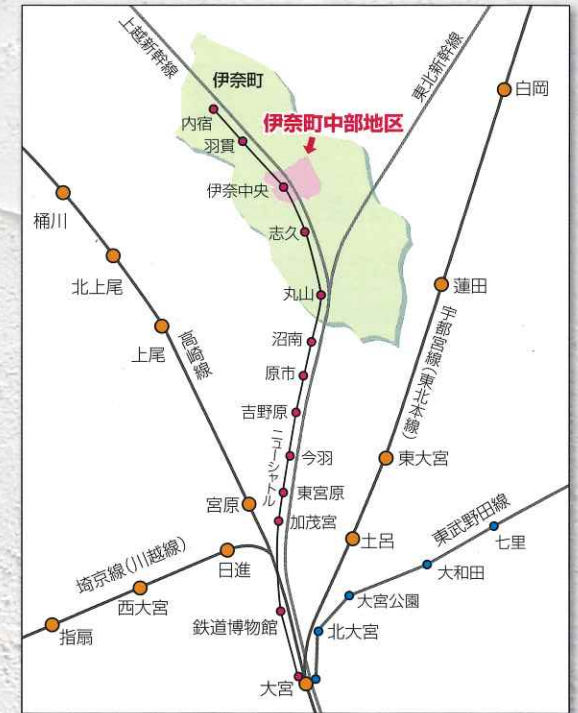 上越新幹線
東北新幹線
伊奈町
白岡
内宿
伊奈町中部地区
羽貫
伊奈中央
桶川
志久
北上尾
丸山
蓮田
上尾
高崎線
沼南
宇都宮線(東北本線)
原市
吉野原
ニューシャトル
今羽
東大宮
宮原
東宮原
加茂宮
土呂
東武野田線
七里
埼京線(川越線)
日進
大和田
西大宮
大宮公園
指扇
鉄道博物館
北大宮
大宮